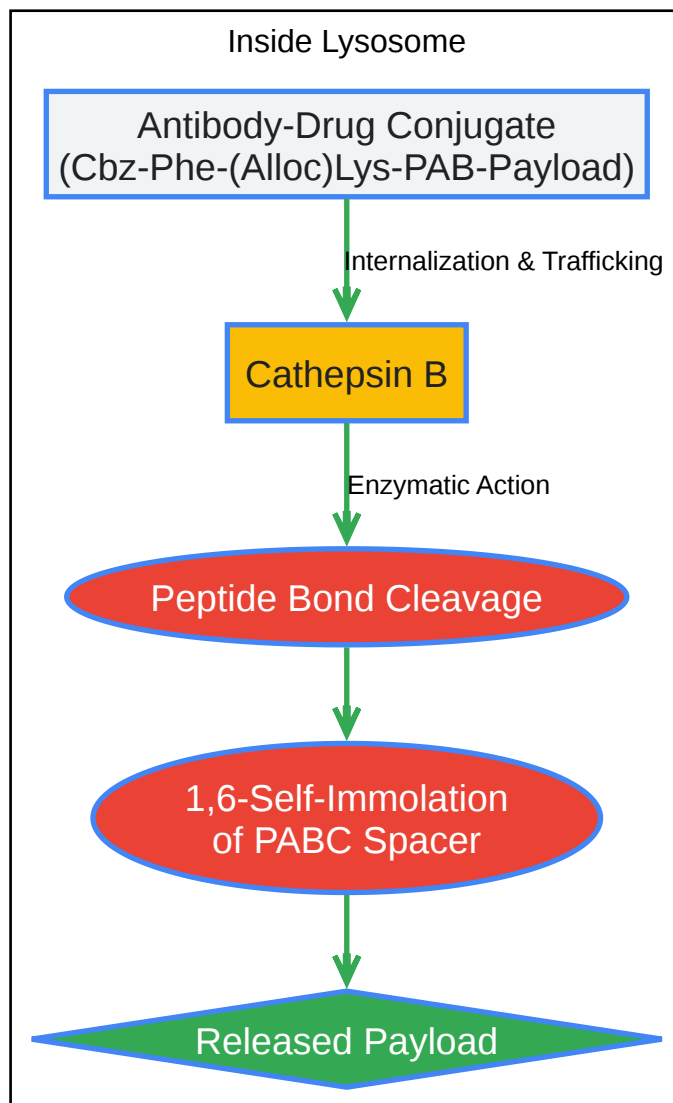 Inside Lysosome
Antibody-Drug Conjugate
(Cbz-Phe-(Alloc)Lys-PAB-Payload)
Internalization & Trafficking
Cathepsin B
Enzymatic Action
Peptide Bond Cleavage
1,6-Self-Immolation
of PABC Spacer
Released Payload